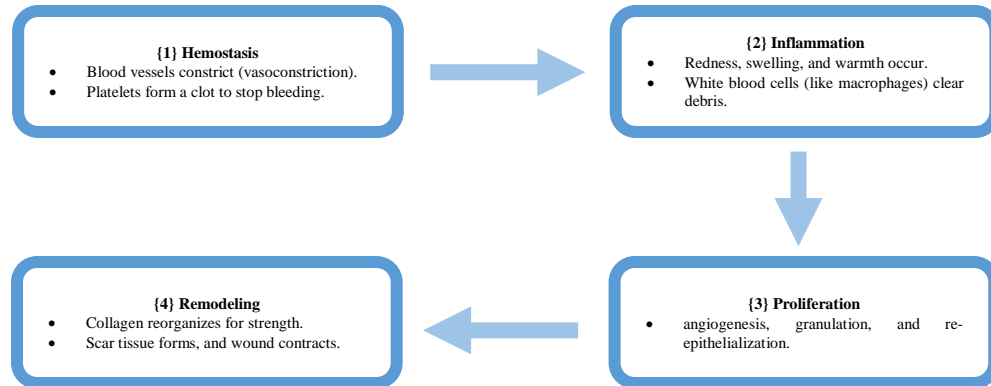 {1} Hemostasis
• Blood vessels constrict (vasoconstriction).
• Platelets form a clot to stop bleeding.
{2} Inflammation
• Redness, swelling, and warmth occur.
• White blood cells (like macrophages) clear
debris.
{3} Proliferation
• angiogenesis, granulation, and re-
epithelialization.
{4} Remodeling
• Collagen reorganizes for strength.
• Scar tissue forms, and wound contracts.